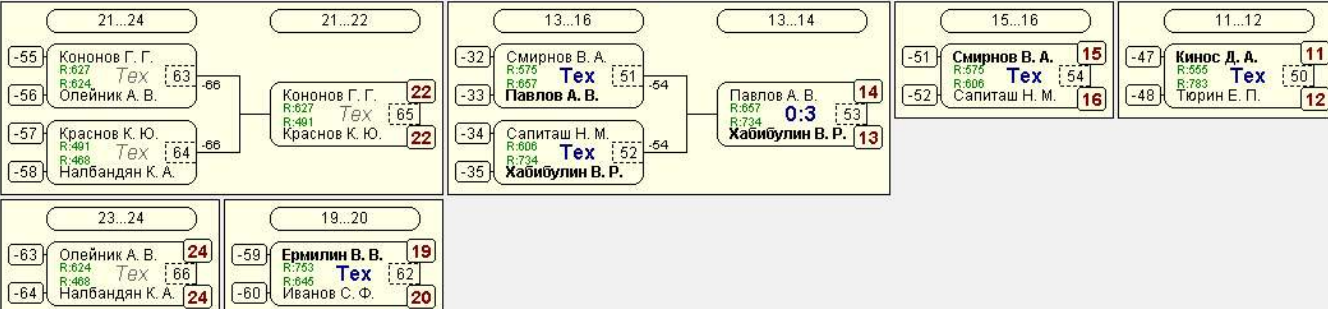 21...24
21...22
-55
Кононов Г. Г.
R:627
R:624
Тех
63
-56
Олейник А. В.
-66
-57
Краснов К. Ю.
R:491
R:468
Тех
64
-58
Налбандян К. А.
-66
Кононов Г. Г.
22
R:627
R:491
Тех
65
Краснов К. Ю.
22
13...16
13...14
-32
Смирнов В. А.
R:575
R:657
Тех
51
-33
Павлов А. В.
-54
-34
Сапиташ Н. М.
R:606
R:734
Тех
52
-35
Хабибулин В. Р.
-54
Павлов А. В.
14
R:657
R:734
0:3
53
Хабибулин В. Р.
13
15...16
-51
Смирнов В. А.
15
R:575
R:606
Тех
54
-52
Сапиташ Н. М.
16
11...12
-47
Кинос Д. А.
11
R:555
R:783
Тех
50
-48
Тюрин Е. П.
12
23...24
-63
Олейник А. В.
24
R:624
R:468
Тех
66
-64
Налбандян К. А.
24
19...20
-59
Ермилин В. В.
19
R:753
R:645
Тех
62
-60
Иванов С. Ф.
20